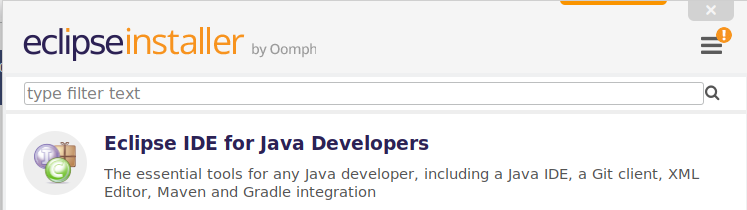 eclipseinstaller by Oomph
type filter text
Eclipse IDE for Java Developers
The essential tools for any Java developer, including a Java IDE, a Git client, XML
Editor, Maven and Gradle integration